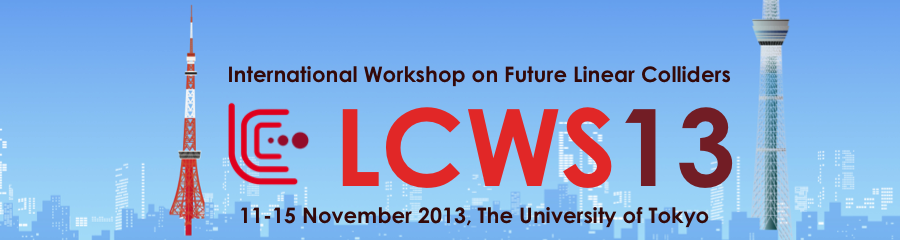 International Workshop on Future Linear Colliders
LCWS13
11-15 November 2013, The University of Tokyo